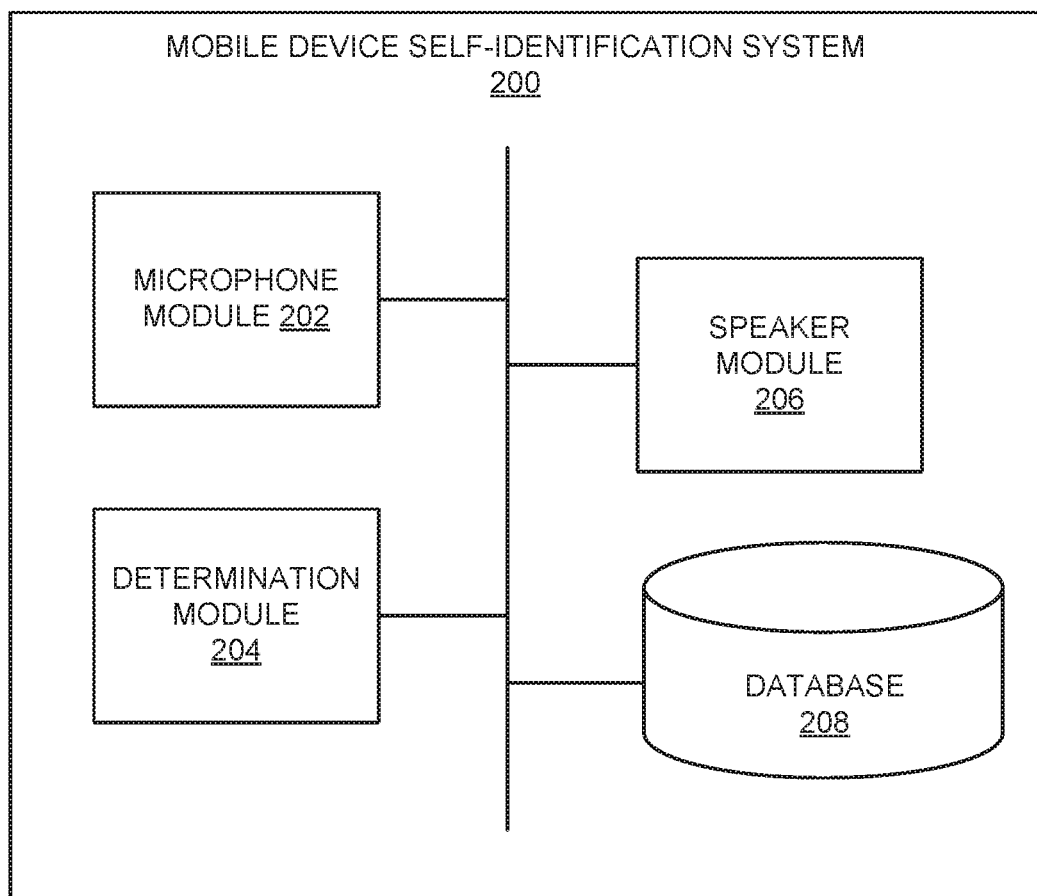 MOBILE DEVICE SELF-IDENTIFICATION SYSTEM
200
MICROPHONE
MODULE 202
SPEAKER
MODULE
206
DETERMINATION
MODULE
204
DATABASE
208